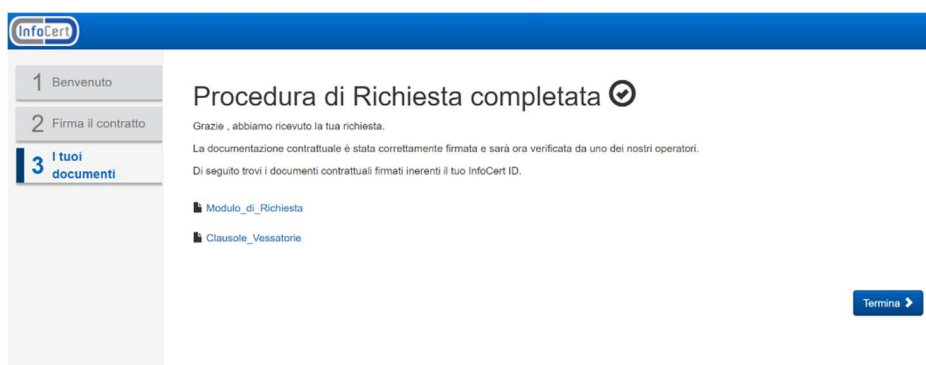 InfoCert
1 Benvenuto
2 Firma il contratto
3 I tuoi
documenti
Procedura di Richiesta completata
Grazie , abbiamo ricevuto la tua richiesta.
La documentazione contrattuale è stata correttamente firmata e sarà ora verificata da uno dei nostri operatori.
Di seguito trovi i documenti contrattuali firmati inerenti il tuo InfoCert ID.
Modulo_di_Richiesta
Clausole_Vessatorie
Termina